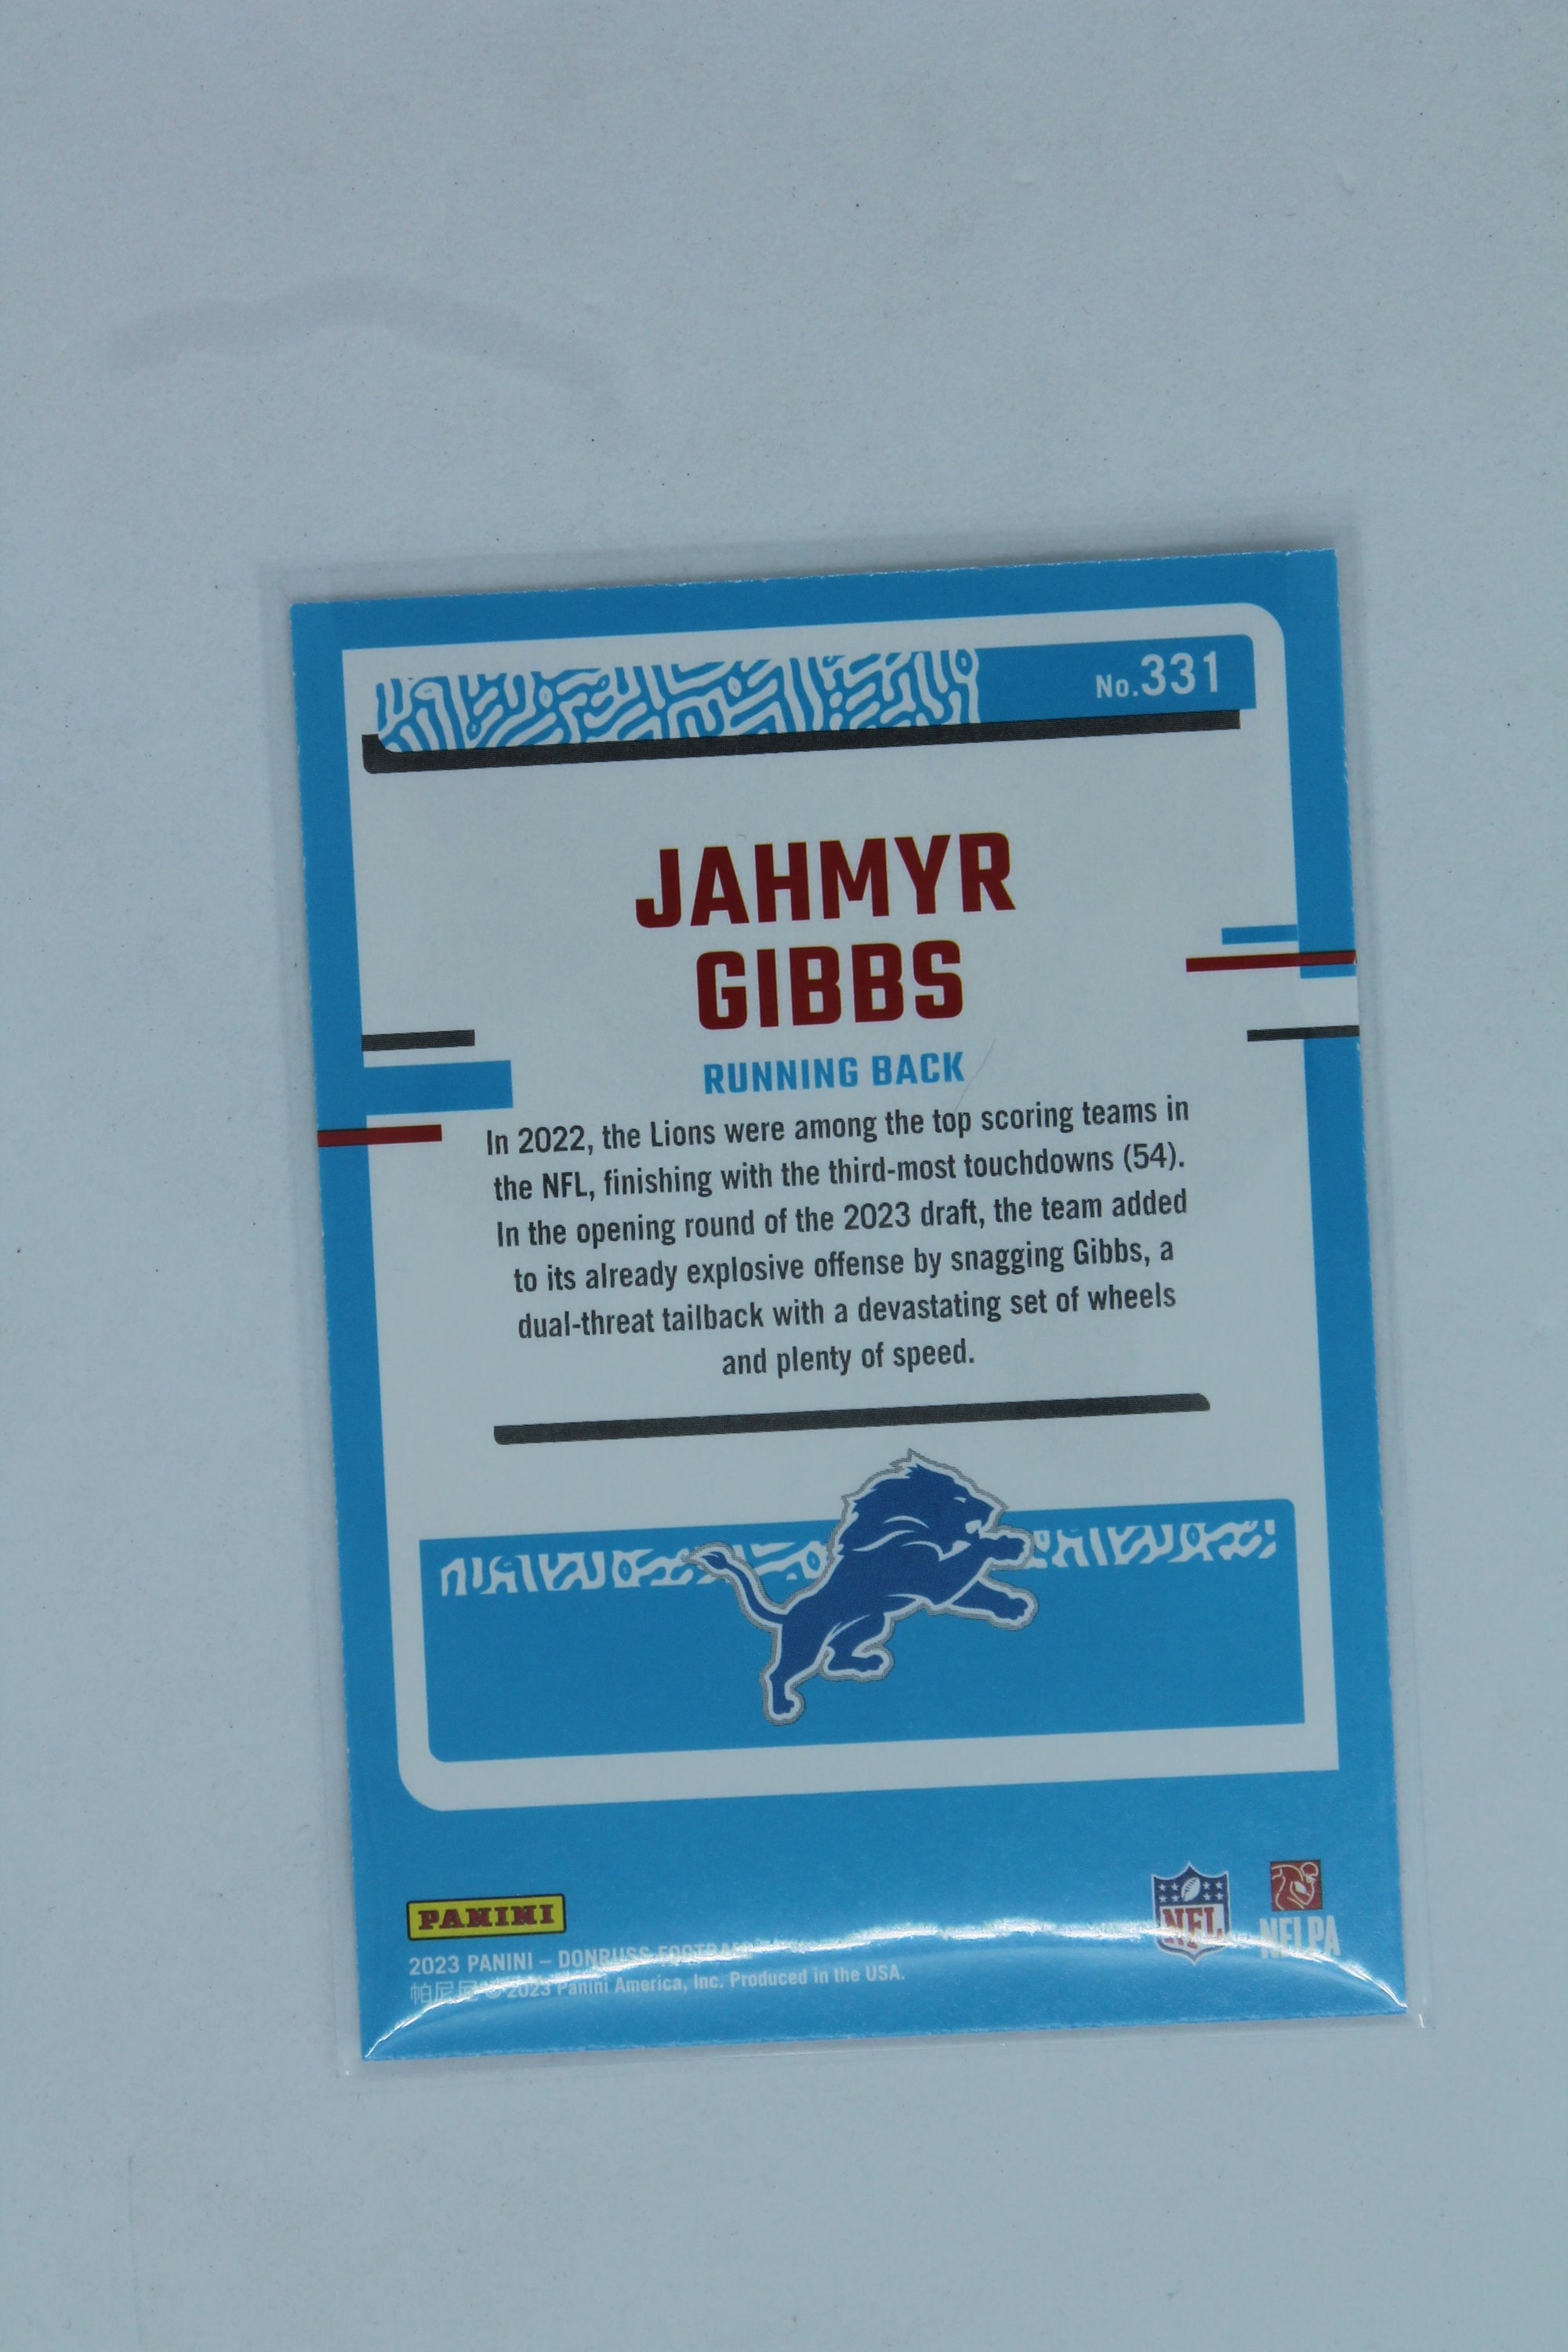 No.331
JAHMYR
GIBBS
RUNNING BACK
In 2022, the Lions were among the top scoring teams in
the NFL, finishing with the third-most touchdowns (54).
In the opening round of the 2023 draft, the team added
to its already explosive offense by snagging Gibbs, a
dual-threat tailback with a devastating set of wheels
and plenty of speed.
PANINI
NFL
NFLPA
2023 PANINI – DONRUSS FOOTBALL
帕尼尼 © 2023 Panini America, Inc. Produced in the USA.